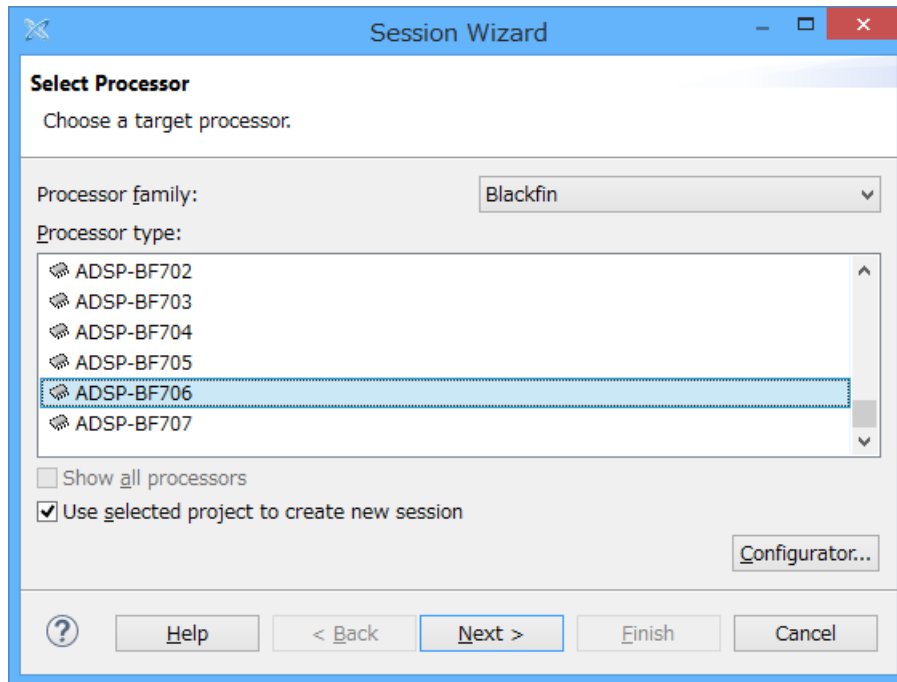 Session Wizard
Select Processor
Choose a target processor.
Processor family:
Blackfin
Processor type:
ADSP-BF702
ADSP-BF703
ADSP-BF704
ADSP-BF705
ADSP-BF706
ADSP-BF707
Show all processors
Use selected project to create new session
Configurator...
? Help < Back Next > Finish Cancel